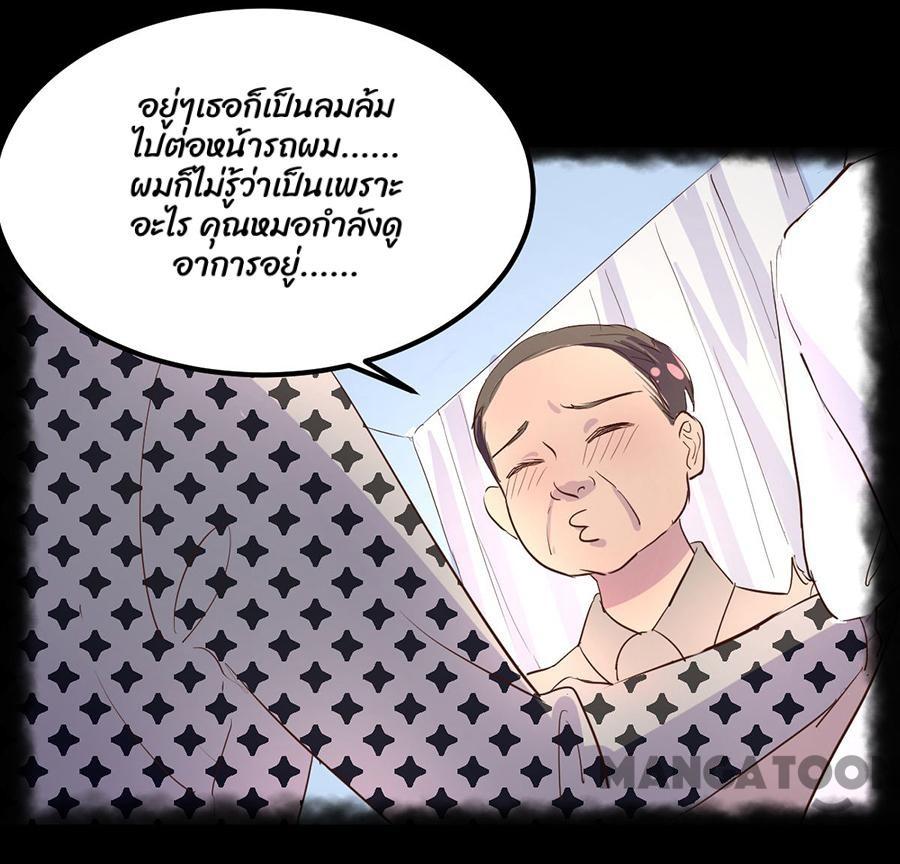 อยู่ๆเธอก็เป็นลมล้ม
ไปต่อหน้ารถผม......
ผมก็ไม่รู้ว่าเป็นเพราะ
อะไร คุณหมอกำลังดู
อาการอยู่......
MANGATOON